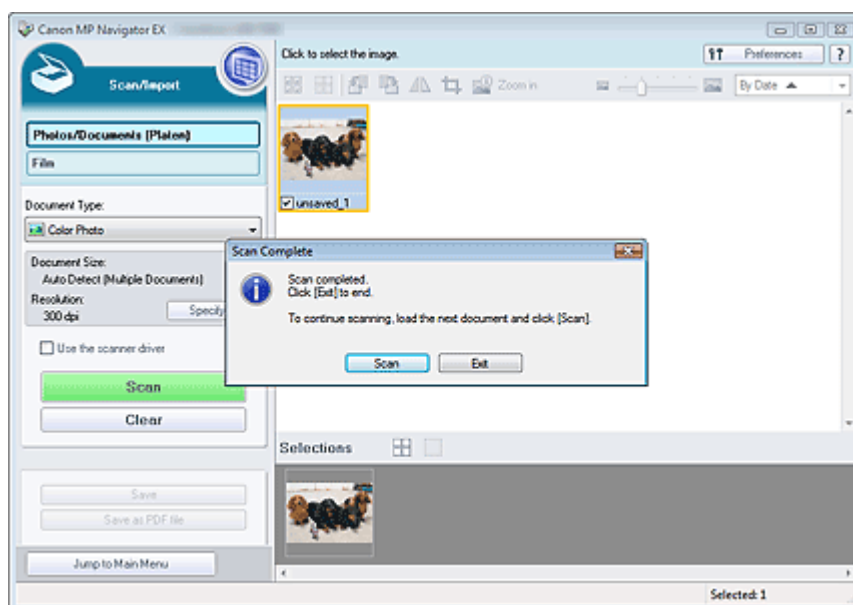 Canon MP Navigator EX
Scan/Import
Click to select the image.
Preferences
?
Zoom in
By Date
Photos/Documents (Platen)
Film
unsaved_1
Document Type:
Color Photo
Document Size:
Auto Detect (Multiple Documents)
Resolution:
300 dpi
Specify
Use the scanner driver
Scan
Clear
Scan Complete
Scan completed.
Click [Exit] to end.
To continue scanning, load the next document and click [Scan].
Scan
Exit
Selections
Save
Save as PDF file
Jump to Main Menu
Selected: 1